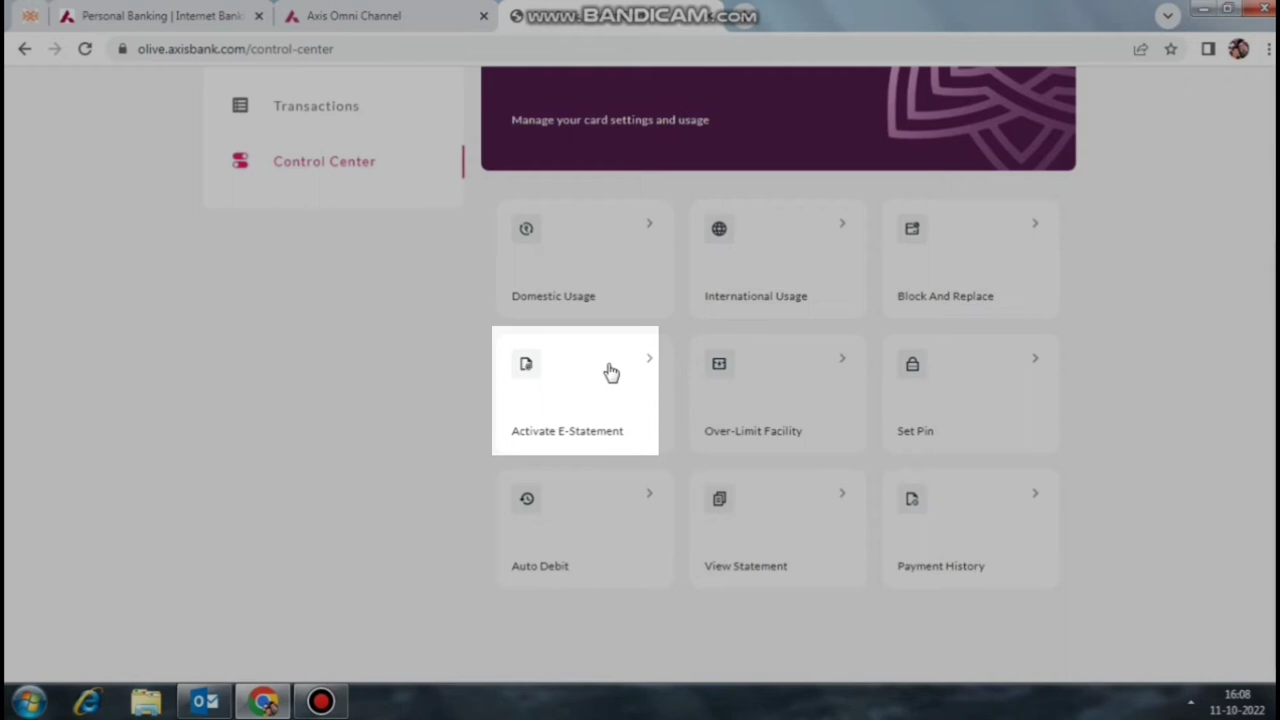 Personal Banking | Internet Banki
Axis Omni Channel
www.BANDICAM.com
olive.axisbank.com/control-center
Transactions
Control Center
Manage your card settings and usage
Domestic Usage
International Usage
Block And Replace
Activate E-Statement
Over-Limit Facility
Set Pin
Auto Debit
View Statement
Payment History
16:08
11-10-2022